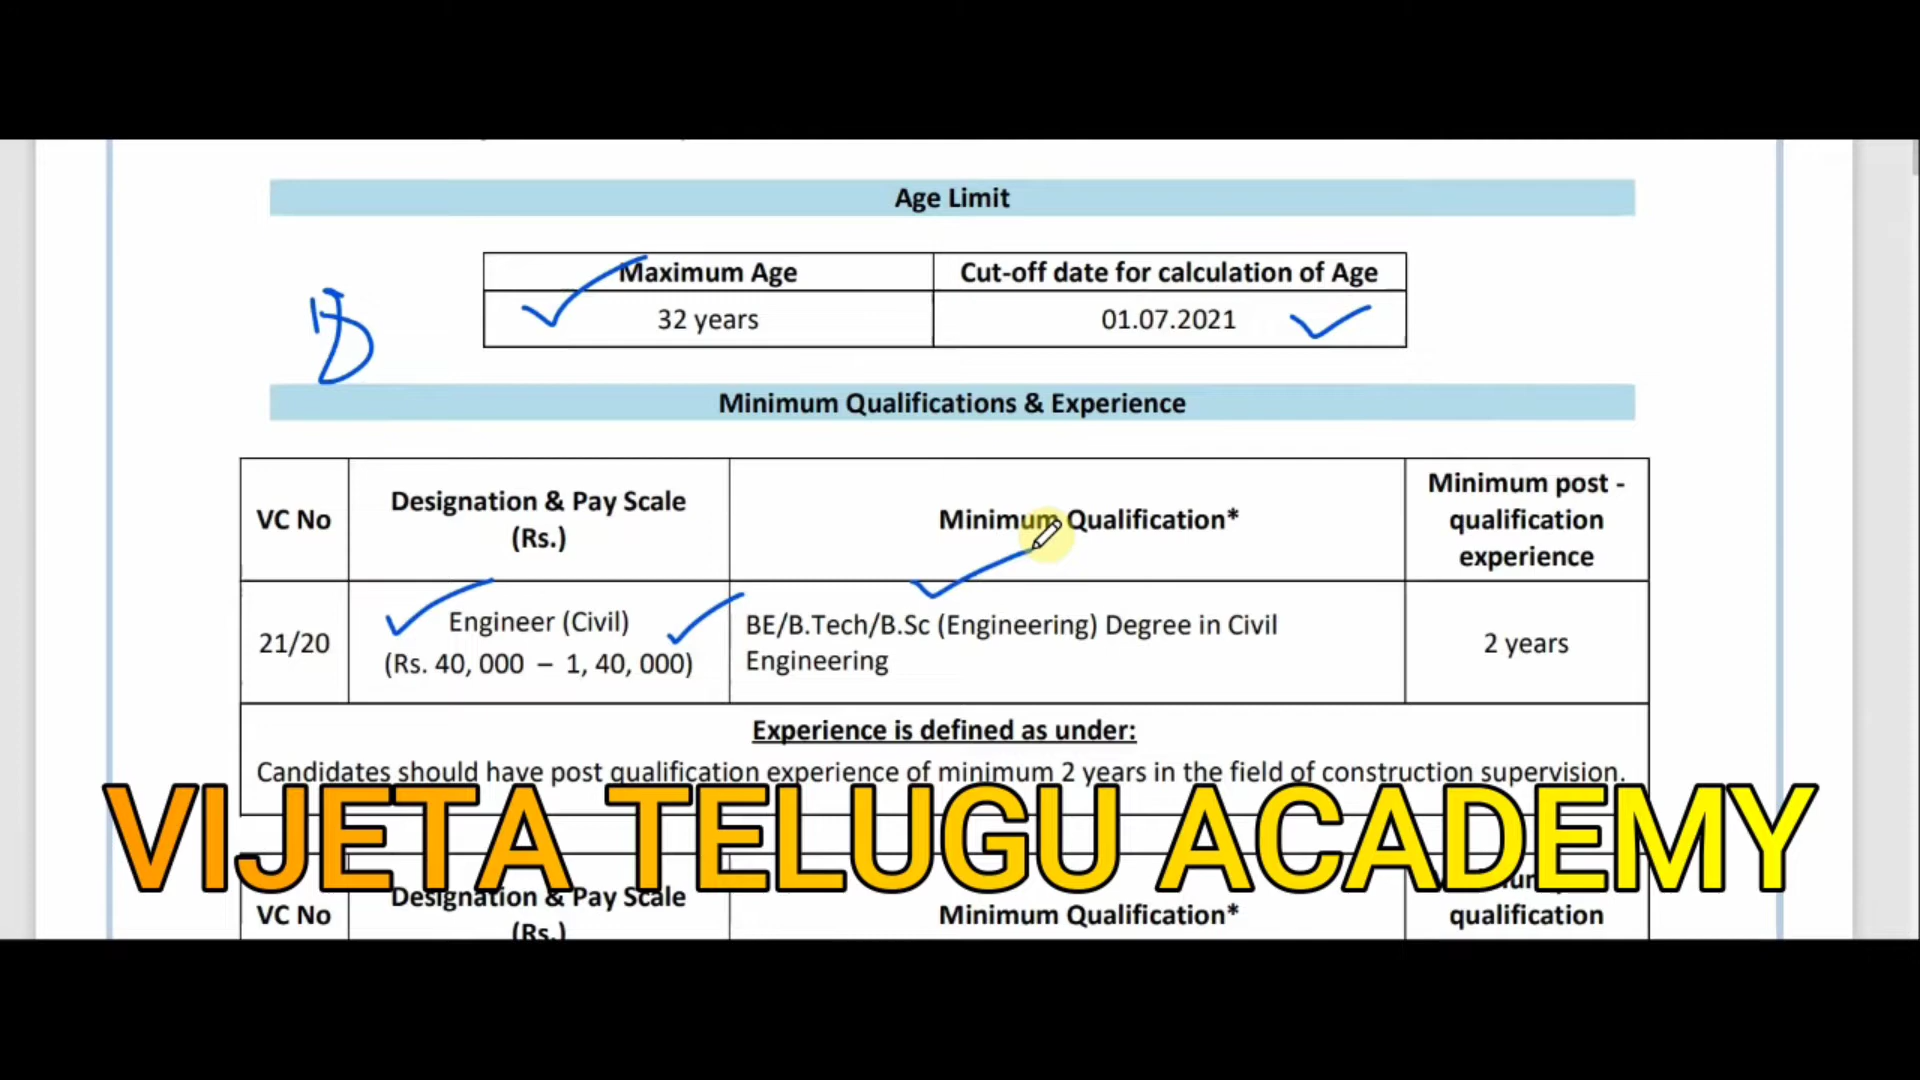 Age Limit
Maximum Age
Cut-off date for calculation of Age
32 years
01.07.2021
Minimum Qualifications & Experience
VC No
Designation & Pay Scale
(Rs.)
Minimum Qualification*
Minimum post -
qualification
experience
21/20
Engineer (Civil)
(Rs. 40, 000 – 1, 40, 000)
BE/B.Tech/B.Sc (Engineering) Degree in Civil
Engineering
2 years
Experience is defined as under:
Candidates should have post qualification experience of minimum 2 years in the field of construction supervision.
VIJETA TELUGU ACADEMY
VC No
Designation & Pay Scale
(Rs.)
Minimum Qualification*
qualification